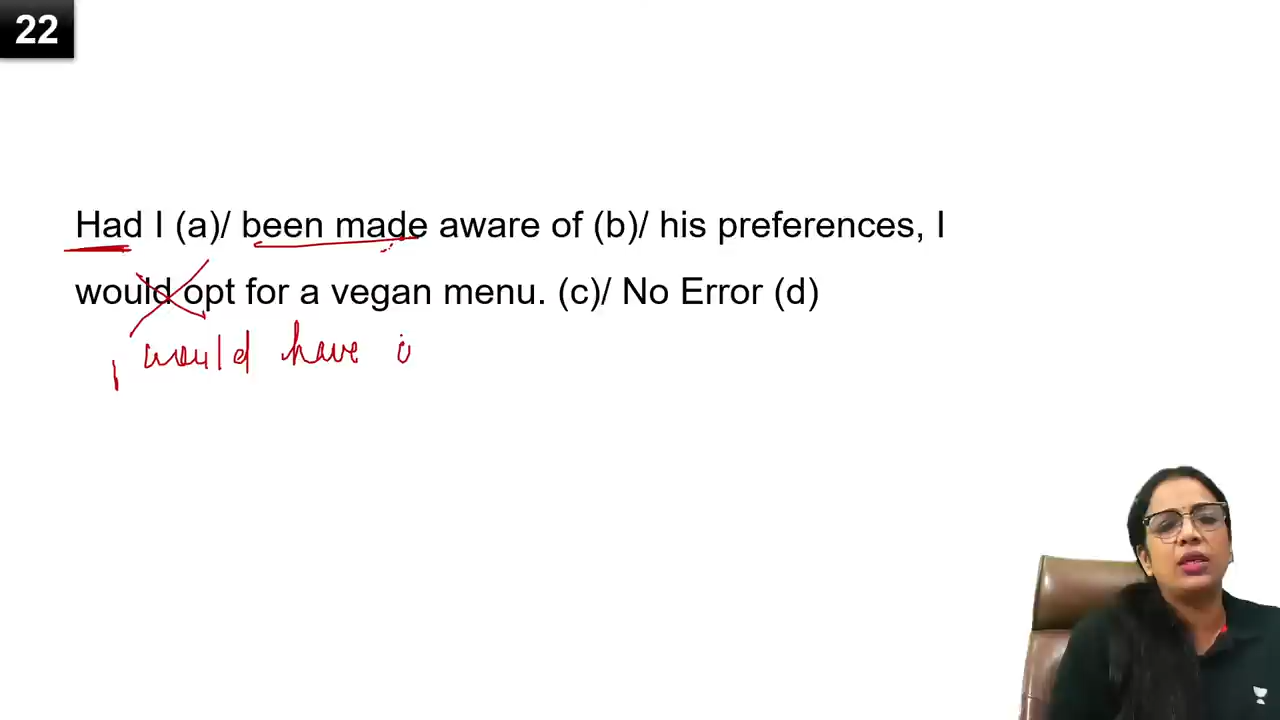 22
Had I (a)/ been made aware of (b)/ his preferences, I
would opt for a vegan menu. (c)/ No Error (d)
I would have o